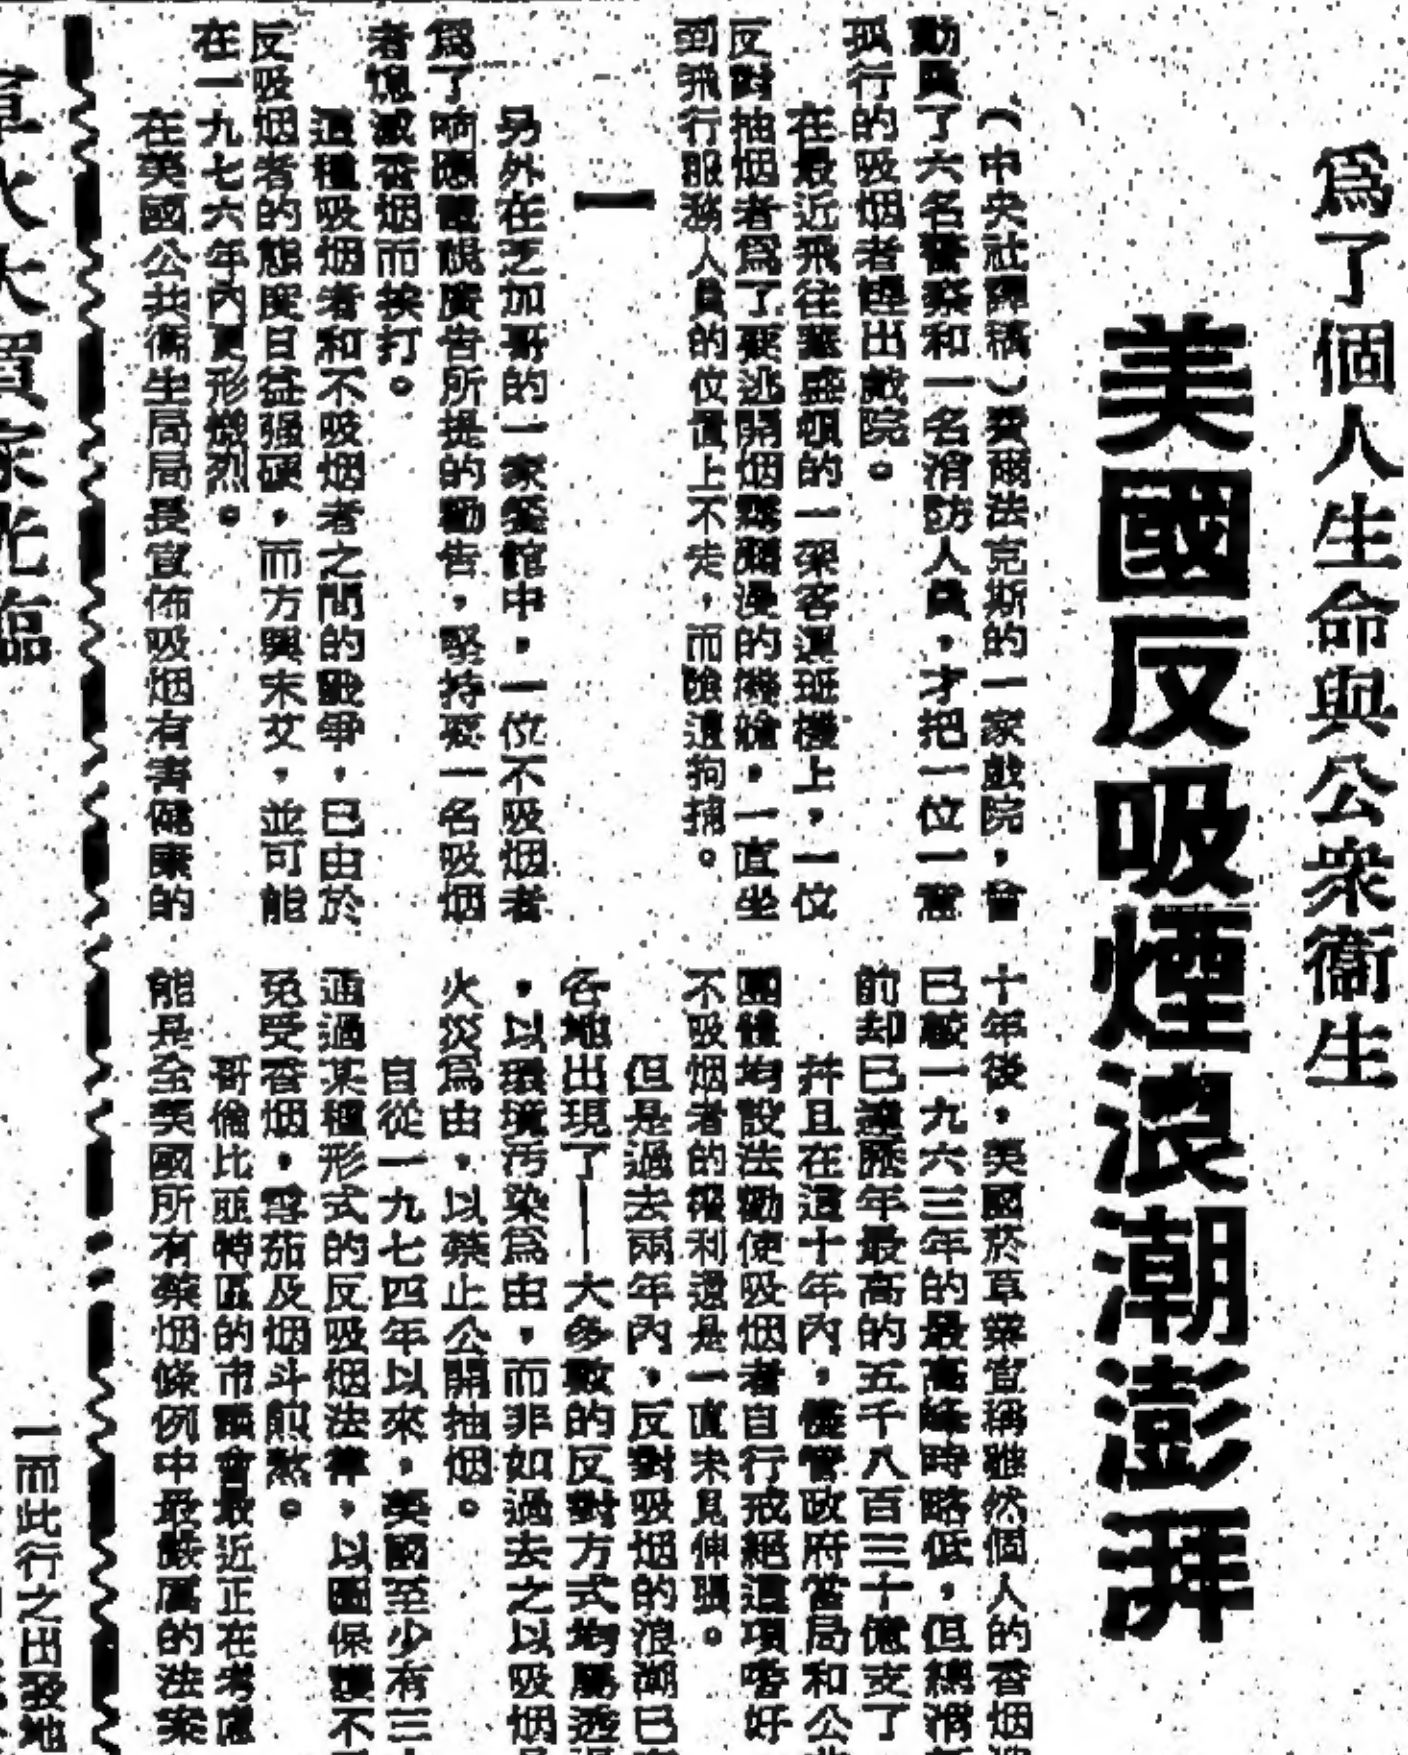 爲了個人生命與公衆衞生
美國反吸煙浪潮澎湃
（中央社譯稿）費爾法克斯的一家戲院，曾
動員了六名警察和一名消防人員，才把一位一意
孤行的吸烟者趕出戲院。
在最近飛往華盛頓的一架客運班機上，一位
反對抽烟者爲了要逃開烟霧瀰漫的機艙，一直坐
到飛行服務人員的位置上不走，而險遭拘捕。
一
另外在芝加哥的一家餐館中，一位不吸烟者
爲了响應電視廣告所提的勸告，堅持要一名吸烟
者熄滅香烟而挨打。
這種吸烟者和不吸烟者之間的戰爭，已由於
反吸烟者的態度日益强硬，而方興末艾，並可能
在一九七六年內更形熾烈。
在美國公共衞生局局長宣佈吸烟有害健康的
十年後，美國菸草業官稱雖然個人的香烟
已較一九六三年的最高峰時略低，但總消
前却已達歷年最高的五千八百三十億支了
幷且在這十年內，儘管政府當局和公
團體均設法勸使吸烟者自行戒絕這項嗜好
不吸烟者的權利還是一直未見伸張。
但是過去兩年內，反對吸烟的浪潮已
各地出現了——大多數的反對方式均屬透
，以環境汚染爲由，而非如過去之以吸烟
火災爲由，以禁止公開抽烟。
自從一九七四年以來，美國至少有三
通過某種形式的反吸烟法律，以圖保護不
免受香烟，雪茄及烟斗煎熬。
哥倫比亞特區的市議會最近正在考慮
能是全美國所有禁烟條例中最嚴厲的法案
家光臨
一而此行之出發地